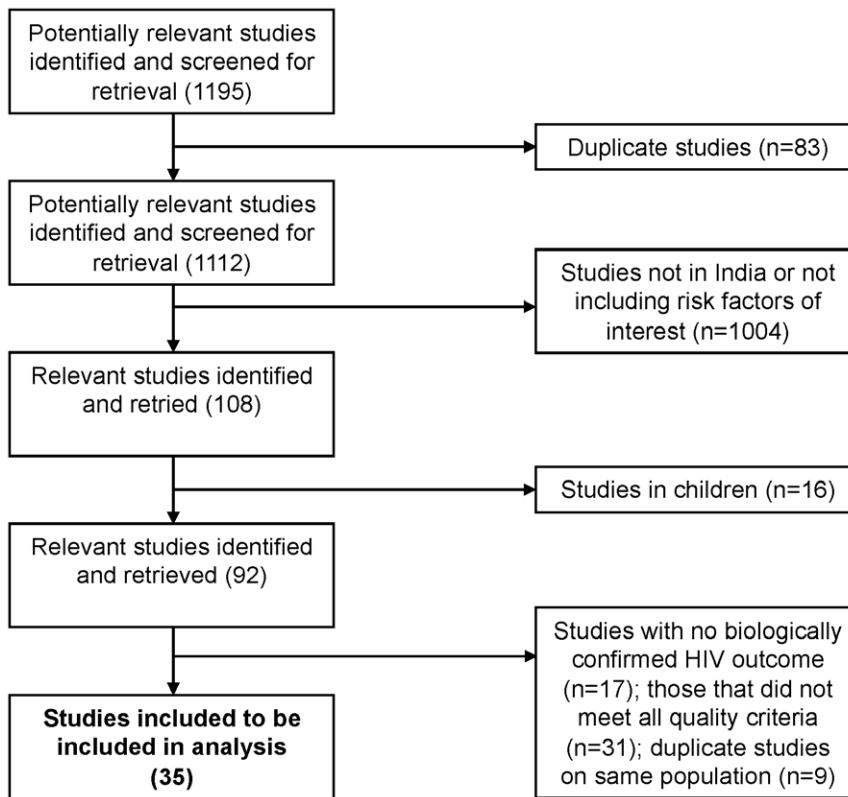 Potentially relevant studies
identified and screened for
retrieval (1195)
Duplicate studies (n=83)
Potentially relevant studies
identified and screened for
retrieval (1112)
Studies not in India or not
including risk factors of
interest (n=1004)
Relevant studies identified
and retried (108)
Studies in children (n=16)
Relevant studies identified
and retrieved (92)
Studies with no biologically
confirmed HIV outcome
(n=17); those that did not
meet all quality criteria
(n=31); duplicate studies
on same population (n=9)
Studies included to be
included in analysis
(35)